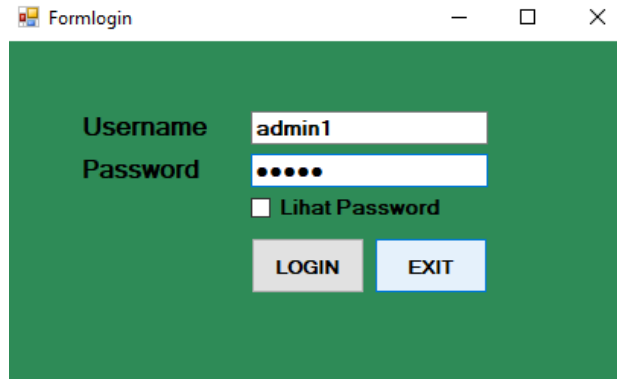 Formlogin
Username admin1
Password ●●●●●
Lihat Password
LOGIN EXIT